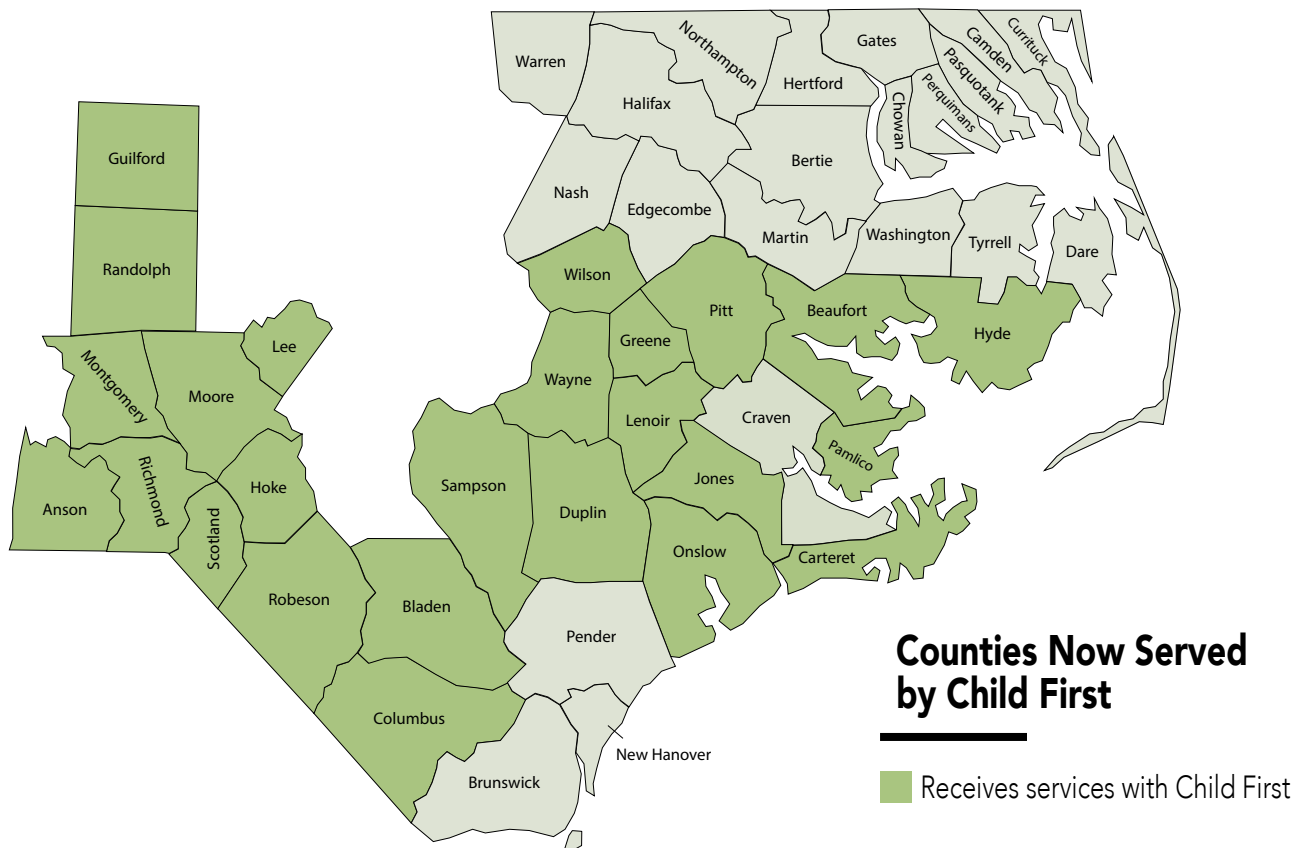 Warren
Northampton
Gates
Camden
Currituck
Pasquotank
Perquimans
Hertford
Chowan
Halifax
Bertie
Guilford
Nash
Edgecombe
Martin
Washington
Tyrrell
Dare
Randolph
Wilson
Pitt
Beaufort
Hyde
Greene
Lee
Montgomery
Moore
Wayne
Lenoir
Craven
Pamlico
Jones
Sampson
Hoke
Richmond
Anson
Scotland
Duplin
Onslow
Carteret
Robeson
Bladen
Pender
Columbus
New Hanover
Brunswick
Counties Now Served
by Child First
Receives services with Child First